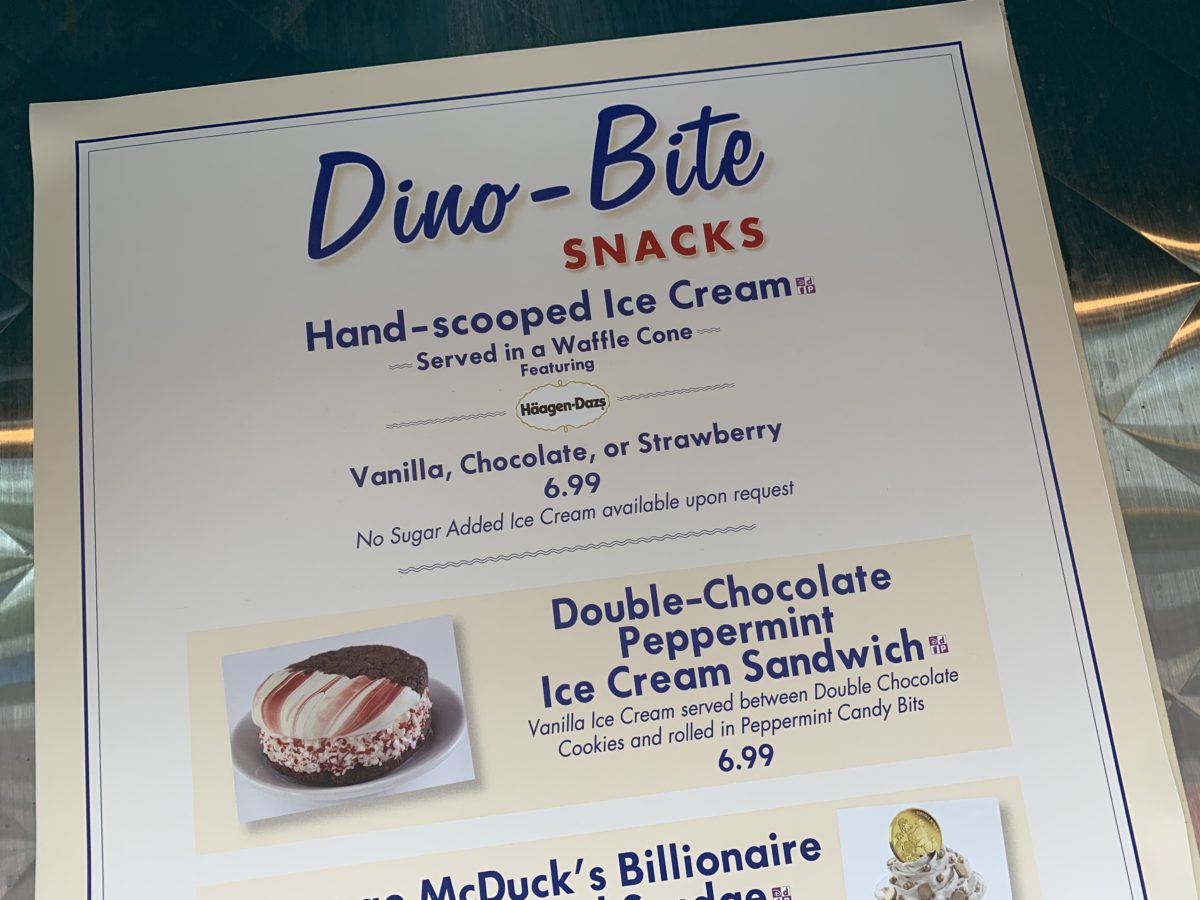 Dino-Bite
SNACKS
Hand-scooped Ice Cream
Served in a Waffle Cone
Featuring
Häagen-Dazs
Vanilla, Chocolate, or Strawberry
6.99
No Sugar Added Ice Cream available upon request
Double-Chocolate
Peppermint
Ice Cream Sandwich
Vanilla Ice Cream served between Double Chocolate
Cookies and rolled in Peppermint Candy Bits
6.99
McDuck's Billionaire